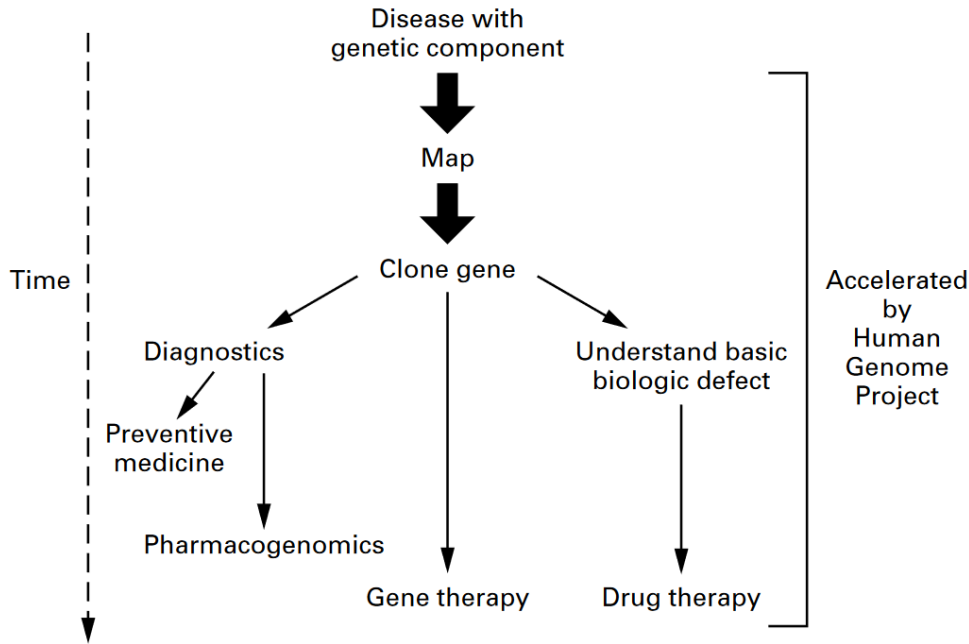 Disease with
genetic component
Map
Clone gene
Time
Accelerated
by
Human
Genome
Project
Diagnostics
Understand basic
biologic defect
Preventive
medicine
Pharmacogenomics
Gene therapy
Drug therapy